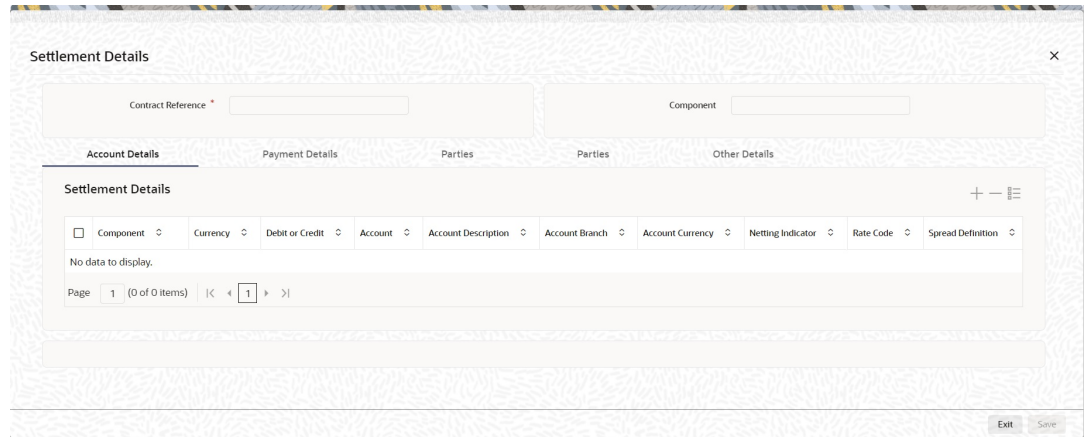 Settlement Details
Contract Reference *
Component
Account Details Payment Details Parties Parties Other Details
Settlement Details
Component Currency Debit or Credit Account Account Description Account Branch Account Currency Netting Indicator Rate Code Spread Definition
No data to display.
Page 1 (0 of 0 items) 1
Exit Save